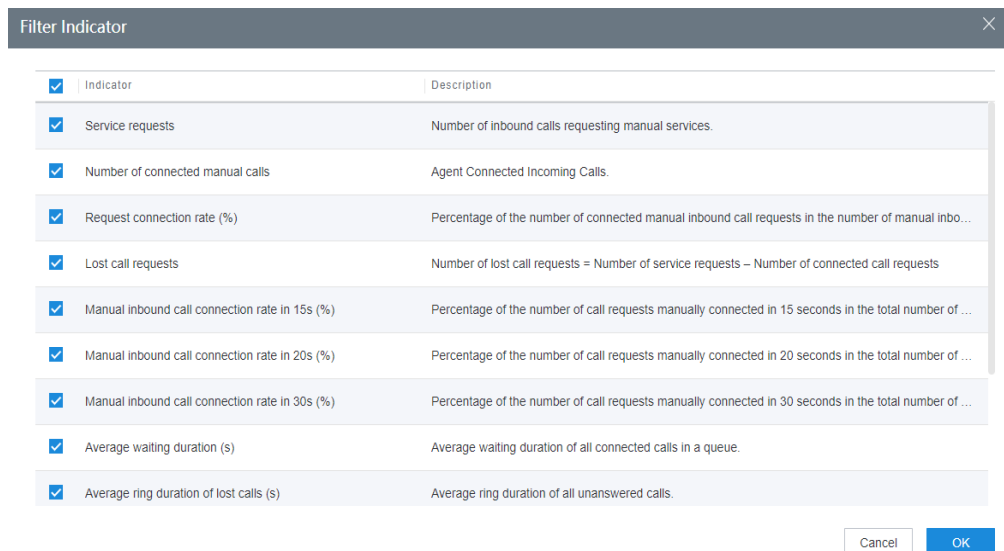 Filter Indicator
Indicator Description
Service requests Number of inbound calls requesting manual services.
Number of connected manual calls Agent Connected Incoming Calls.
Request connection rate (%) Percentage of the number of connected manual inbound call requests in the number of manual inbo...
Lost call requests Number of lost call requests = Number of service requests – Number of connected call requests
Manual inbound call connection rate in 15s (%) Percentage of the number of call requests manually connected in 15 seconds in the total number of ...
Manual inbound call connection rate in 20s (%) Percentage of the number of call requests manually connected in 20 seconds in the total number of ...
Manual inbound call connection rate in 30s (%) Percentage of the number of call requests manually connected in 30 seconds in the total number of ...
Average waiting duration (s) Average waiting duration of all connected calls in a queue.
Average ring duration of lost calls (s) Average ring duration of all unanswered calls.
Cancel OK